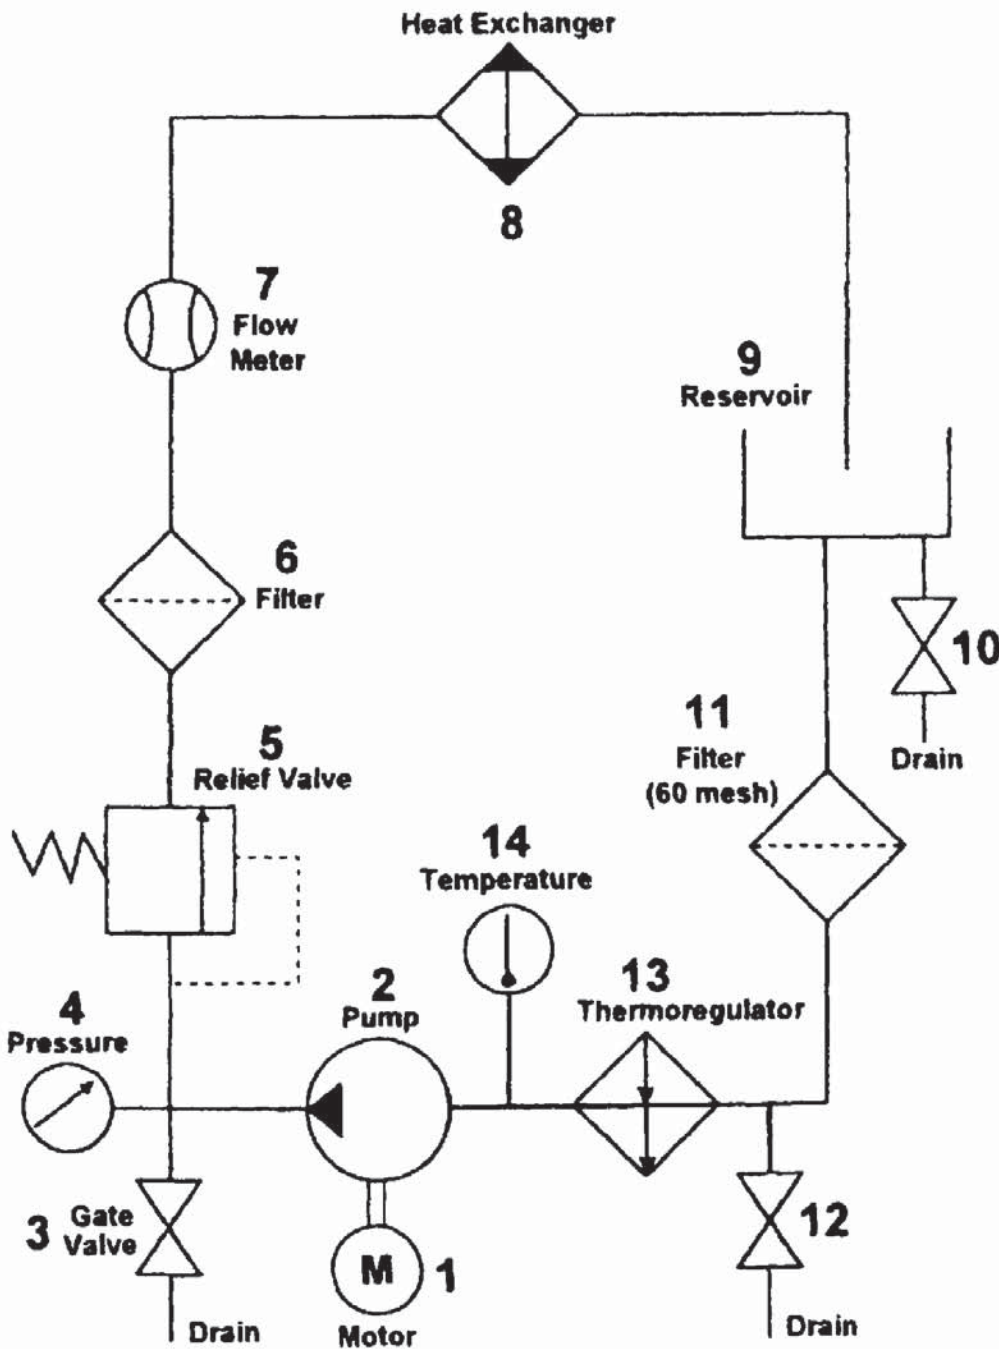 Heat Exchanger
8
7
Flow
Meter
9
Reservoir
6
Filter
10
Drain
11
Filter
(60 mesh)
5
Relief Valve
14
Temperature
13
Thermoregulator
2
Pump
4
Pressure
3
Gate
Valve
Drain
M
1
Motor
12
Drain